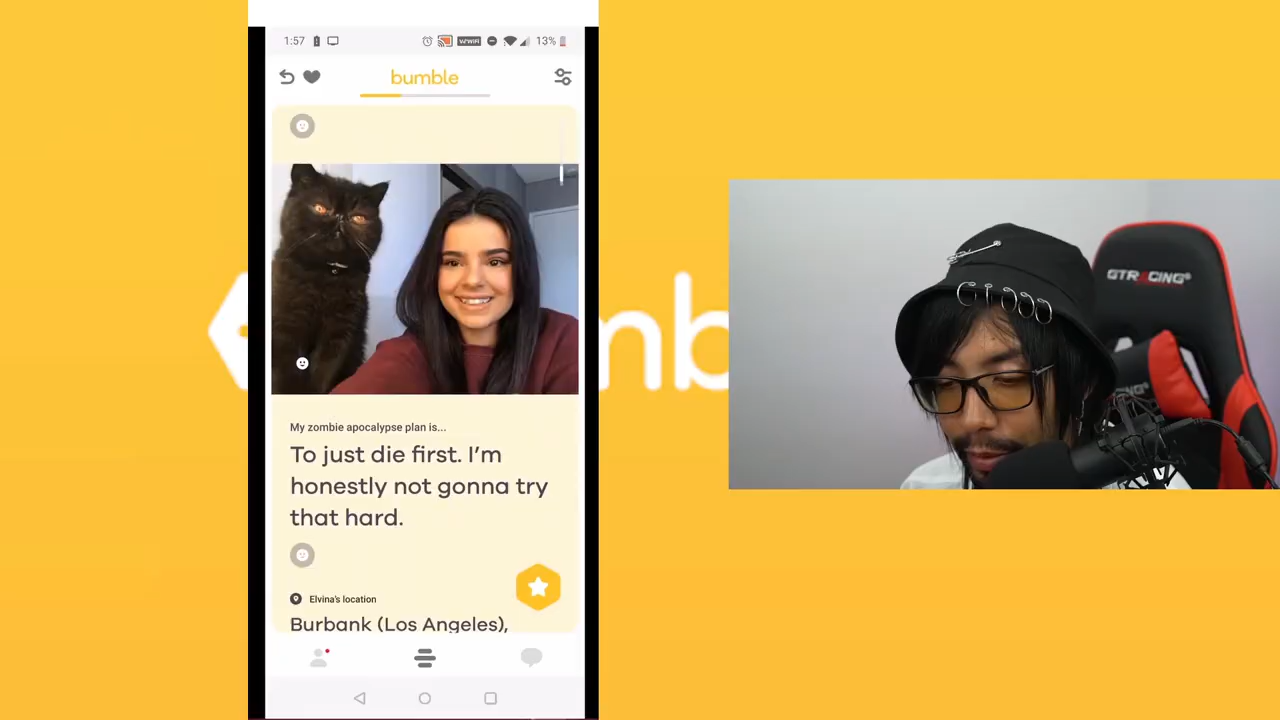 1:57
VoWiFi
13%
bumble
My zombie apocalypse plan is...
To just die first. I'm
honestly not gonna try
that hard.
Elvina's location
Burbank (Los Angeles),
GTRACING